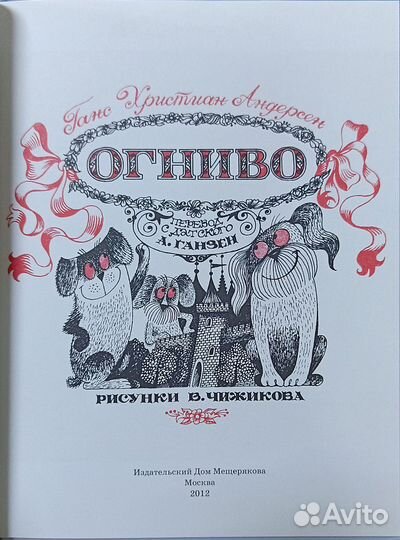 Ганс Христиан Андерсен
ОГНИВО
ПЕРЕВОД
С ДАТСКОГО
А. ГАНЗЕН
РИСУНКИ В. ЧИЖИКОВА
Издательский Дом Мещерякова
Москва
2012
Avito